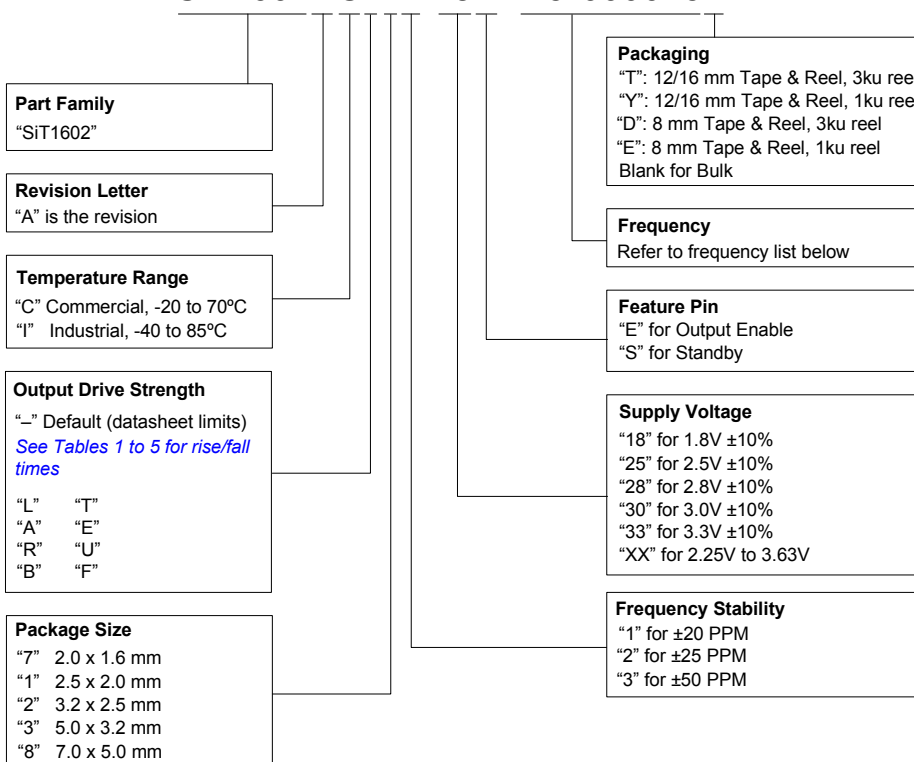 Part Family
“SiT1602”
Revision Letter
“A” is the revision
Temperature Range
“C” Commercial, -20 to 70ºC
“I” Industrial, -40 to 85ºC
Output Drive Strength
“–” Default (datasheet limits)
See Tables 1 to 5 for rise/fall
times
“L” “T”
“A” “E”
“R” “U”
“B” “F”
Package Size
“7” 2.0 x 1.6 mm
“1” 2.5 x 2.0 mm
“2” 3.2 x 2.5 mm
“3” 5.0 x 3.2 mm
“8” 7.0 x 5.0 mm
Packaging
“T”: 12/16 mm Tape & Reel, 3ku reel
“Y”: 12/16 mm Tape & Reel, 1ku reel
“D”: 8 mm Tape & Reel, 3ku reel
“E”: 8 mm Tape & Reel, 1ku reel
Blank for Bulk
Frequency
Refer to frequency list below
Feature Pin
“E” for Output Enable
“S” for Standby
Supply Voltage
“18” for 1.8V ±10%
“25” for 2.5V ±10%
“28” for 2.8V ±10%
“30” for 3.0V ±10%
“33” for 3.3V ±10%
“XX” for 2.25V to 3.63V
Frequency Stability
“1” for ±20 PPM
“2” for ±25 PPM
“3” for ±50 PPM